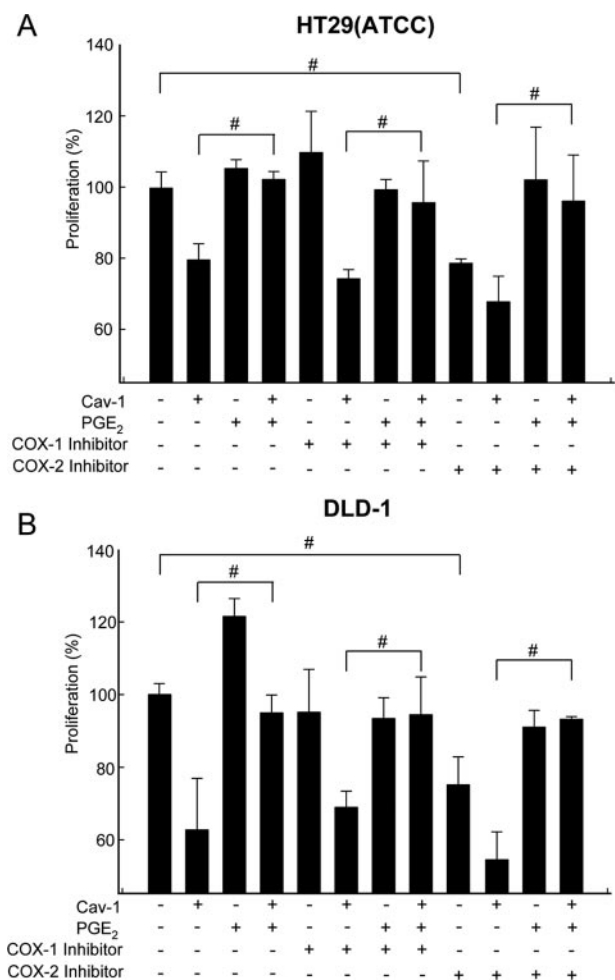 A
HT29(ATCC)
140
120
100
80
60
Proliferation (%)
# # # # 
Cav-1 - + - + - + - + - + - +
PGE2 - - + + - - + + - - + +
COX-1 Inhibitor - - - - + + + + - - - -
COX-2 Inhibitor - - - - - - - - + + + +
B
DLD-1
140
120
100
80
60
Proliferation (%)
# # # #
Cav-1 - + - + - + - + - + - +
PGE2 - - + + - - + + - - + +
COX-1 Inhibitor - - - - + + + + - - - -
COX-2 Inhibitor - - - - - - - - + + + +